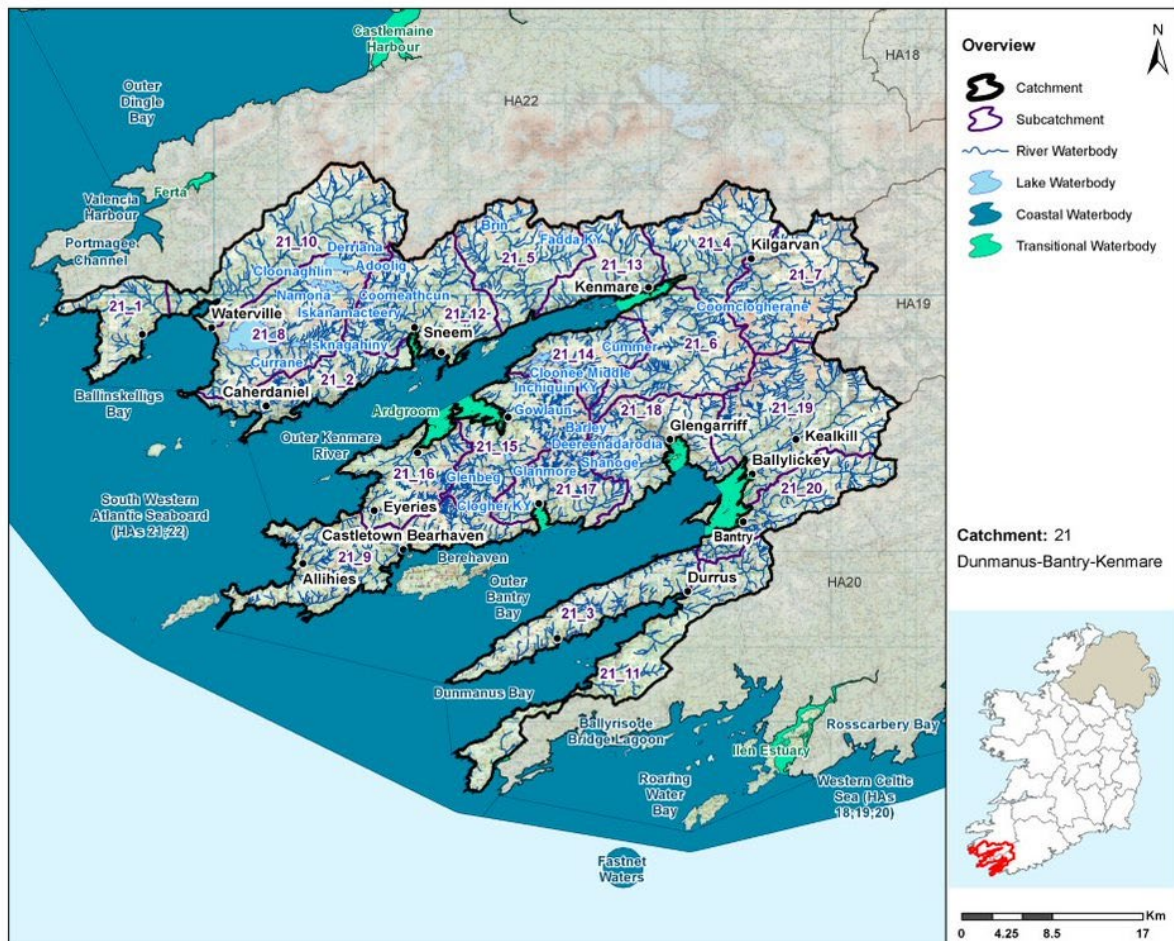 Castlemaine
Harbour
HA18
Outer
Dingle
Bay
HA22
Ferta
Valencia
Harbour
Portmagee
Channel
Brin
21_10
Derriana
21_5
Fadda KY
21_4
Kilgarvan
Cloonaghlin
Adoolig
21_13
21_7
HA19
Namona
Coomeathcun
Kenmare
21_1
Waterville
Iskanamacteery
21_12
Coomclogherane
21_8
Sneem
Cummer
21_6
Isknagahiny
21_14
Currane
21_2
Cloonee Middle
Caherdaniel
Inchiquin KY
Ballinskelligs
Bay
Ardgroom
Gowlaun
21_18
21_19
Outer
Kenmare
River
Barley
Glengarriff
Kealkill
21_15
Deereenadarodia
Glanmore
Shanoge
Ballylickey
21_16
Glenbeg
21_17
21_20
South Western
Atlantic Seaboard
(HAs 21;22)
Clogher KY
Eyeries
Castletown Bearhaven
Bantry
21_9
Berehaven
Allihies
Outer
Bantry
Bay
Durrus
HA20
21_3
21_11
Dunmanus Bay
Ballyrisode
Bridge Lagoon
Rosscarbery Bay
Ilen Estuary
Roaring
Water
Bay
Western Celtic
Sea (HAs
18;19;20)
Fastnet
Waters
Overview
N
Catchment
Subcatchment
River Waterbody
Lake Waterbody
Coastal Waterbody
Transitional Waterbody
Catchment: 21
Dunmanus-Bantry-Kenmare
Km
0 4.25 8.5 17